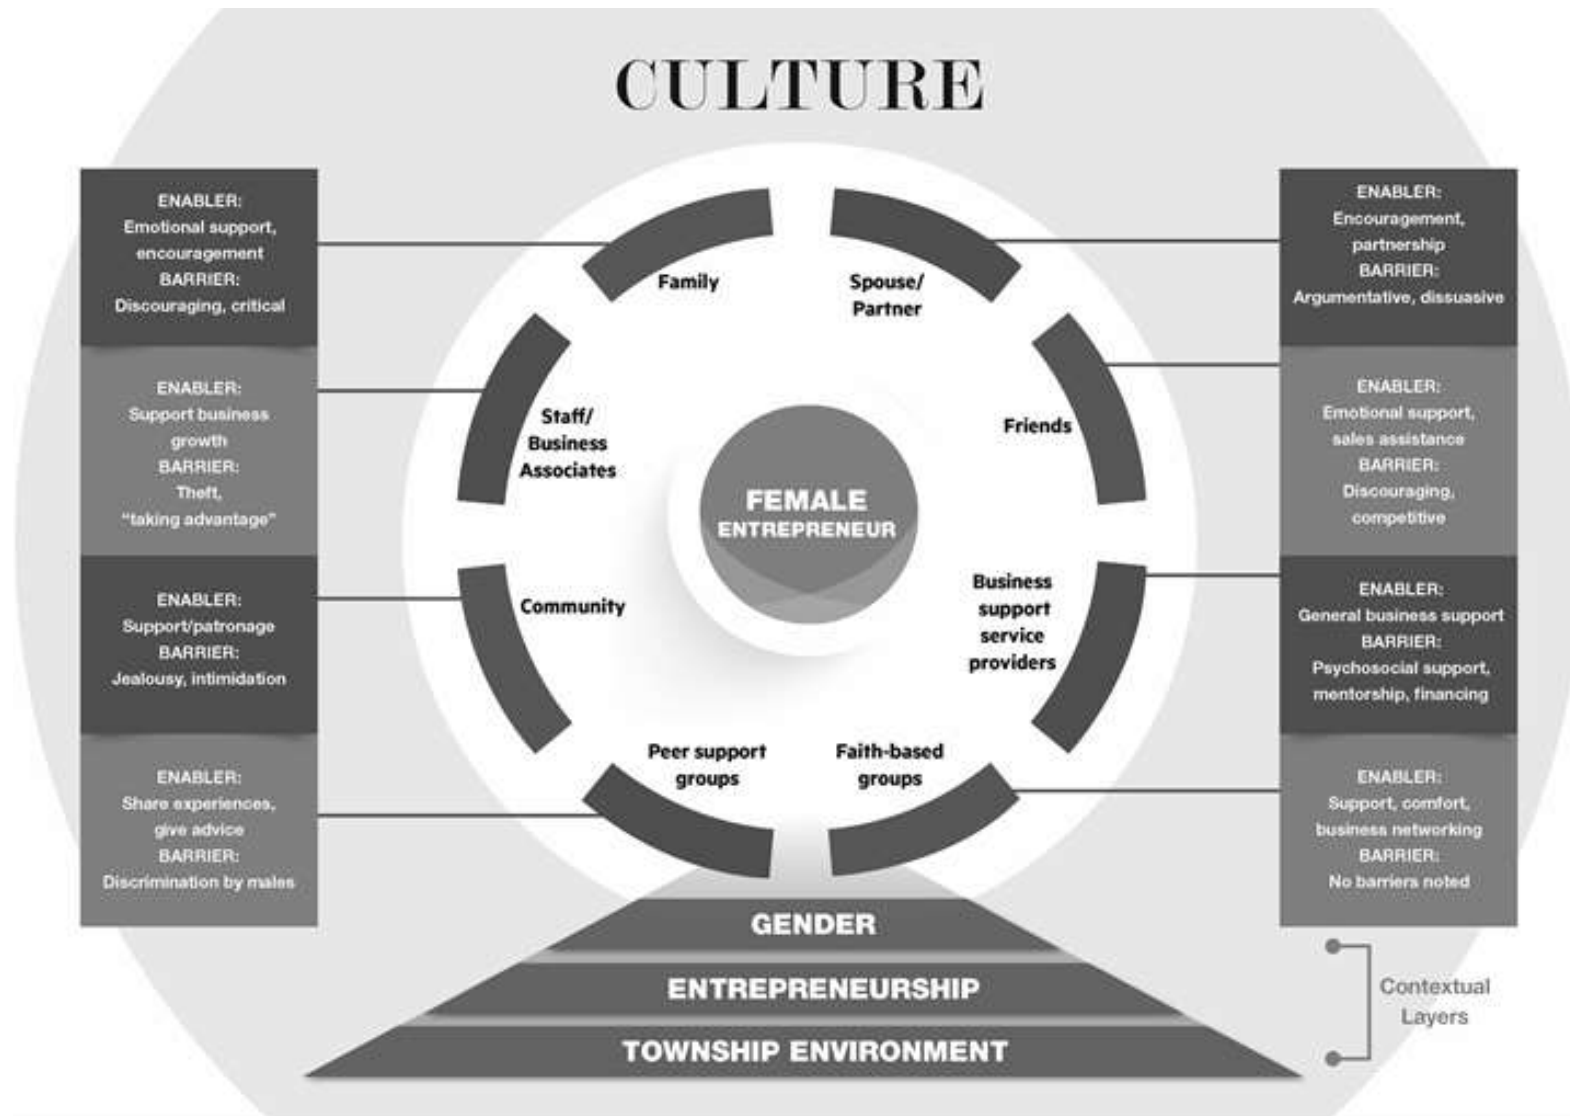 CULTURE
ENABLER:
Emotional support,
encouragement
BARRIER:
Discouraging, critical
ENABLER:
Support business
growth
BARRIER:
Theft,
“taking advantage”
ENABLER:
Support/patronage
BARRIER:
Jealousy, intimidation
ENABLER:
Share experiences,
give advice
BARRIER:
Discrimination by males
Family
Spouse/
Partner
Staff/
Business
Associates
Friends
FEMALE
ENTREPRENEUR
Community
Business
support
service
providers
Peer support
groups
Faith-based
groups
ENABLER:
Encouragement,
partnership
BARRIER:
Argumentative, dissuasive
ENABLER:
Emotional support,
sales assistance
BARRIER:
Discouraging,
competitive
ENABLER:
General business support
BARRIER:
Psychosocial support,
mentorship, financing
ENABLER:
Support, comfort,
business networking
BARRIER:
No barriers noted
GENDER
ENTREPRENEURSHIP
TOWNSHIP ENVIRONMENT
Contextual
Layers